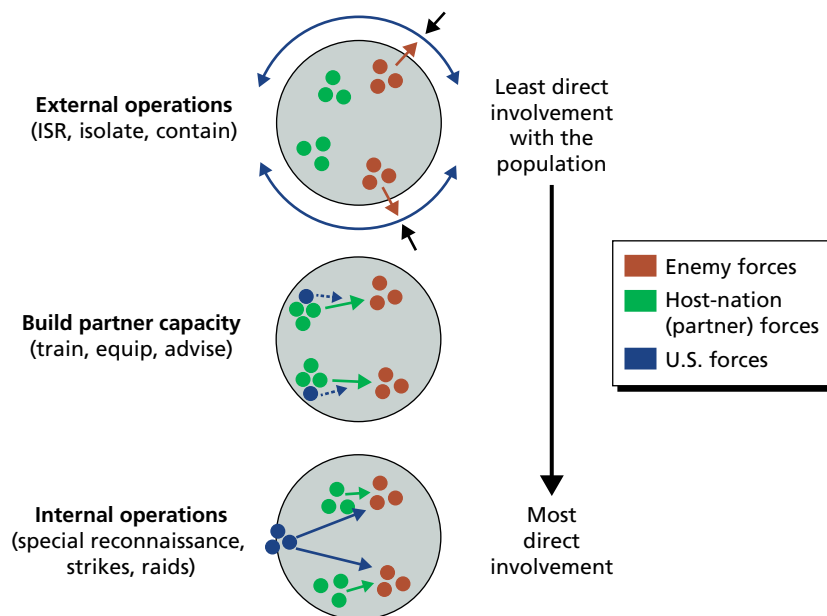 External operations
(ISR, isolate, contain)
Least direct
involvement
with the
population
Enemy forces
Host-nation
(partner) forces
U.S. forces
Build partner capacity
(train, equip, advise)
Internal operations
(special reconnaissance,
strikes, raids)
Most
direct
involvement